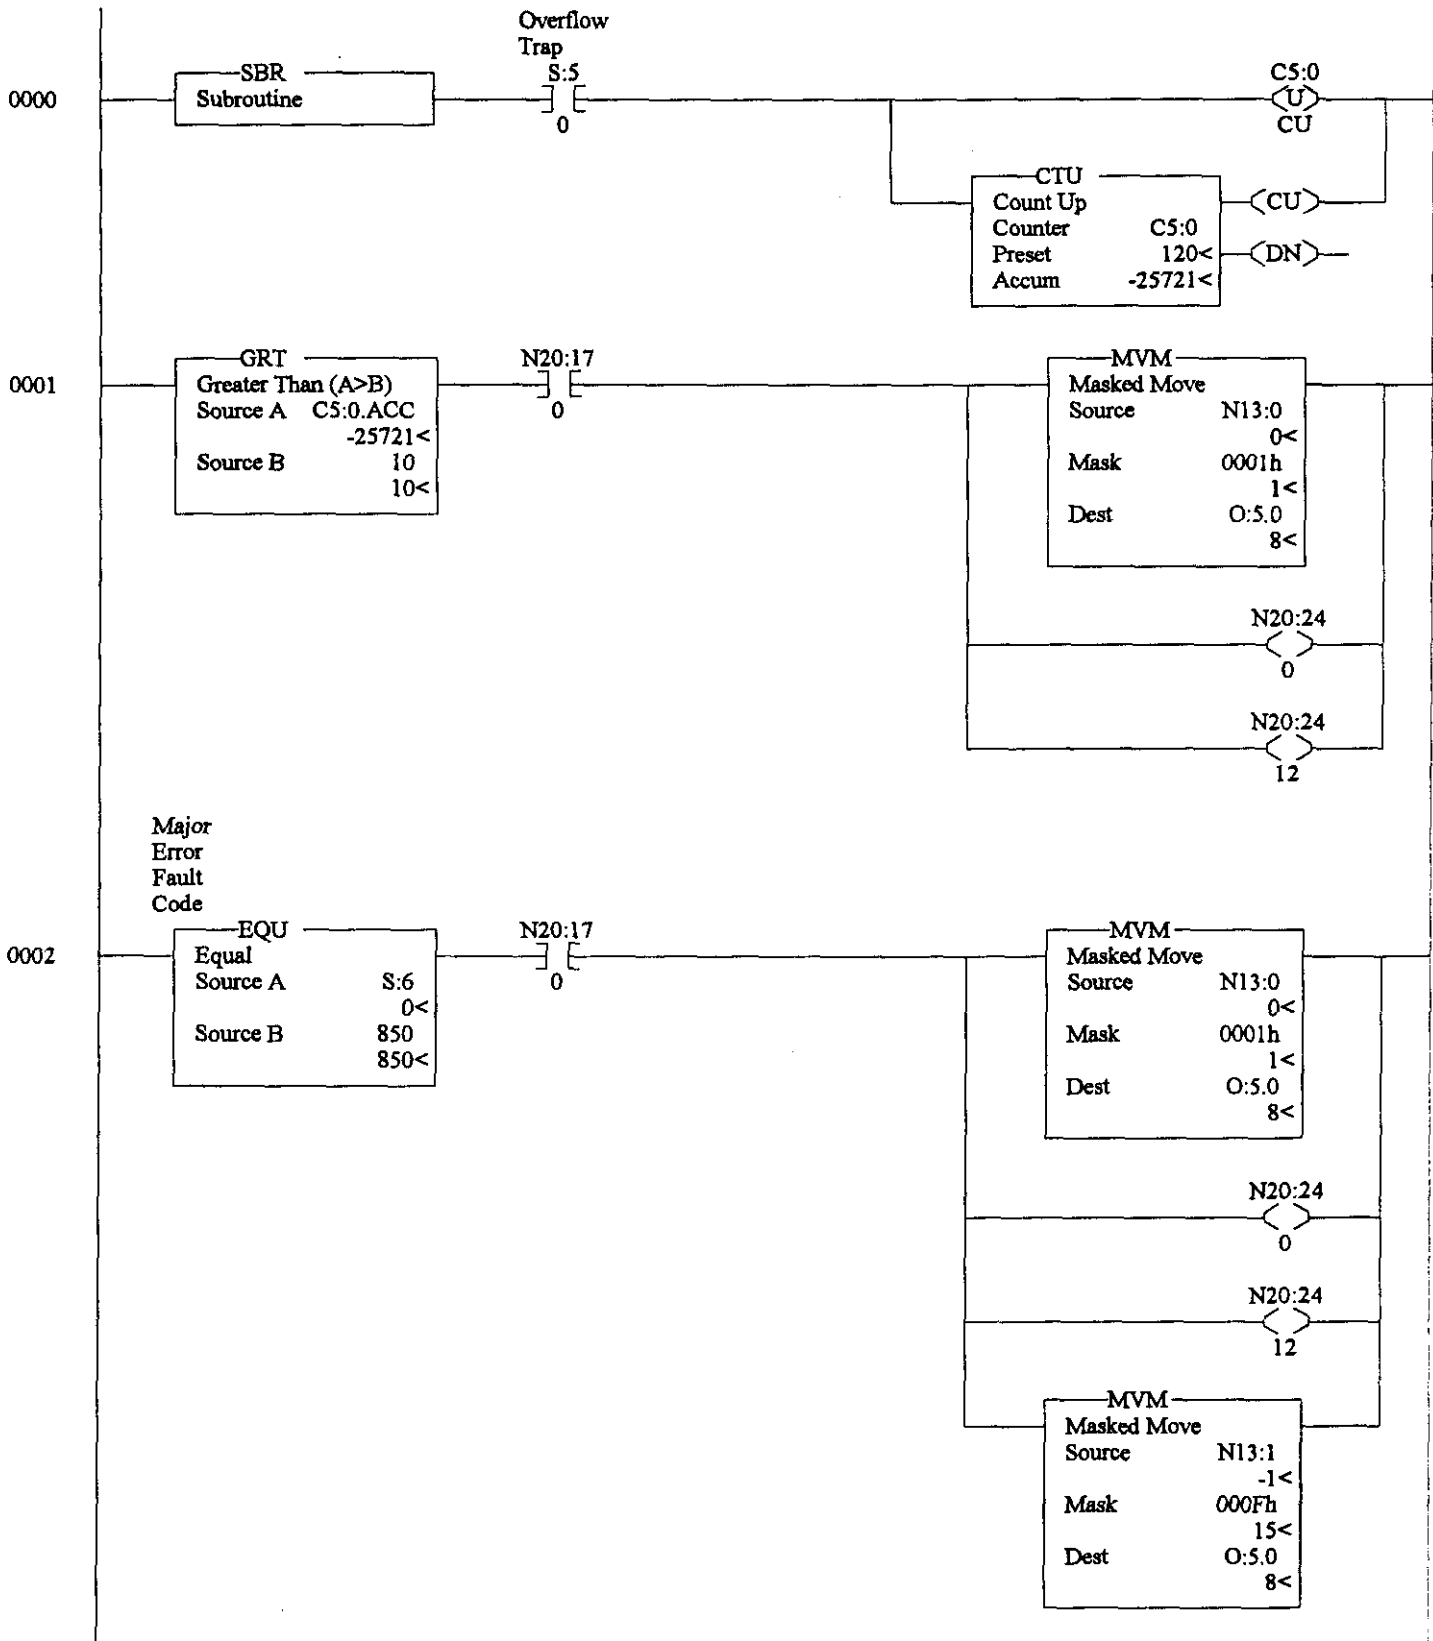 Overflow
Trap
0000
SBR
Subroutine
S:5
0
C5:0
U
CU
CTU
Count Up
Counter C5:0
Preset 120<
Accum -25721<
CU
DN
0001
GRT
Greater Than (A>B)
Source A C5:0.ACC
-25721<
Source B 10
10<
N20:17
0
MVM
Masked Move
Source N13:0
0<
Mask 0001h
1<
Dest O:5.0
8<
N20:24
0
N20:24
12
Major
Error
Fault
Code
0002
EQU
Equal
Source A S:6
0<
Source B 850
850<
N20:17
0
MVM
Masked Move
Source N13:0
0<
Mask 0001h
1<
Dest O:5.0
8<
N20:24
0
N20:24
12
MVM
Masked Move
Source N13:1
-1<
Mask 000Fh
15<
Dest O:5.0
8<